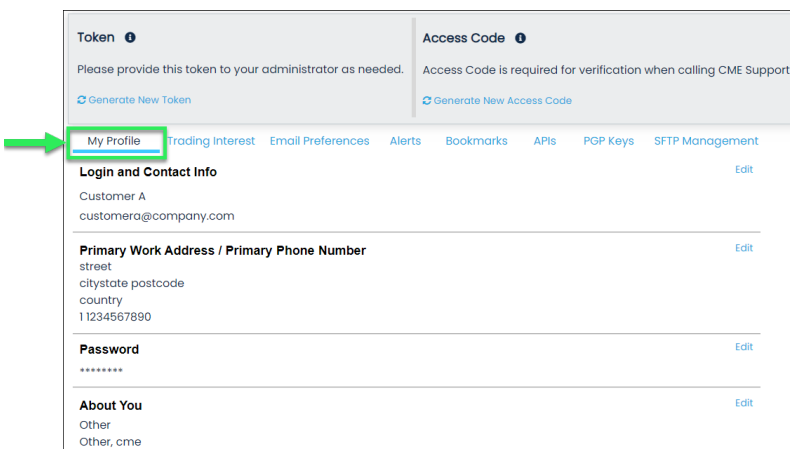 Token
Please provide this token to your administrator as needed.
Generate New Token
Access Code
Access Code is required for verification when calling CME Support
Generate New Access Code
My Profile Trading Interest Email Preferences Alerts Bookmarks APIs PGP Keys SFTP Management
Login and Contact Info Edit
Customer A
customera@company.com
Primary Work Address / Primary Phone Number Edit
street
citystate postcode
country
1 1234567890
Password Edit
********
About You Edit
Other
Other, cme